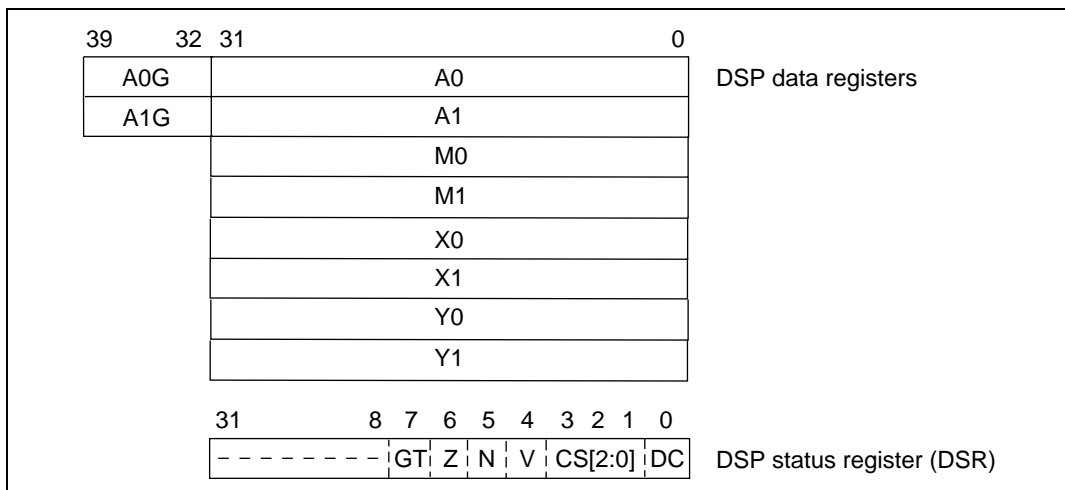 39 32 31 0
A0G A0 DSP data registers
A1G A1
M0
M1
X0
X1
Y0
Y1
31 8 7 6 5 4 3 2 1 0
GT Z N V CS[2:0] DC DSP status register (DSR)